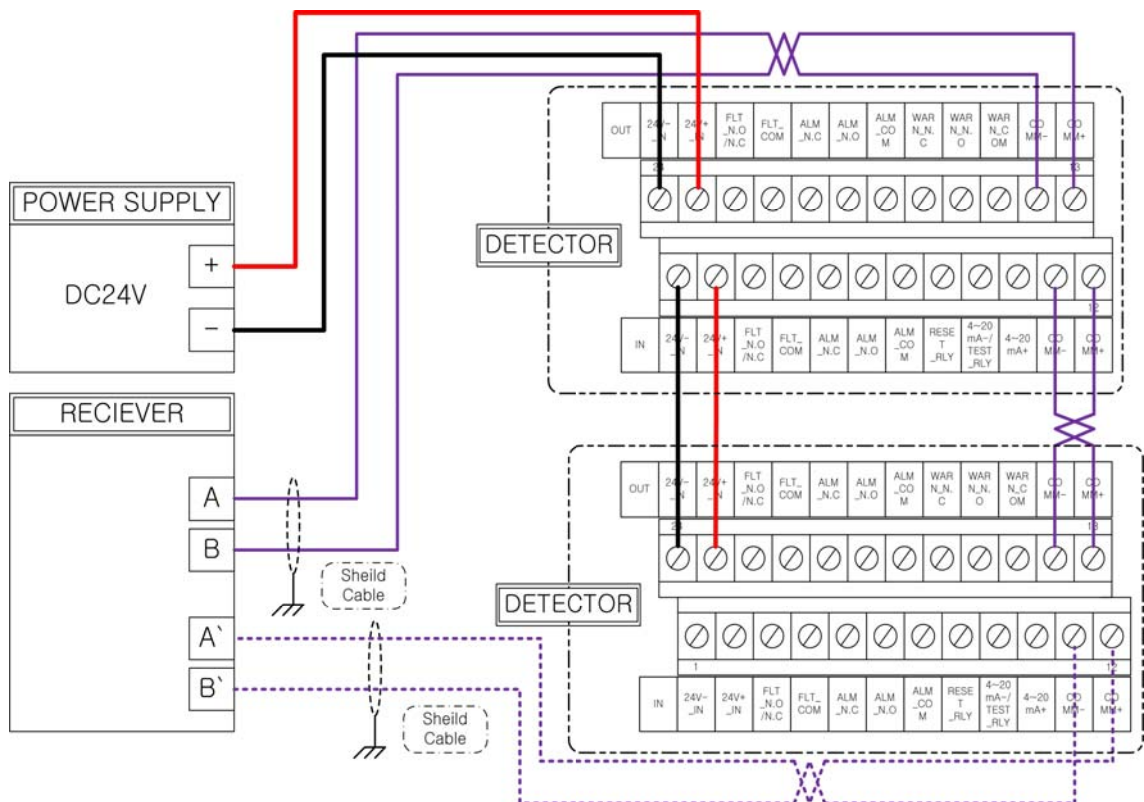 OUT
24V-
_IN
24V+
_IN
FLT
_N.O
/N.C
FLT_
COM
ALM
_N.C
ALM
_N.O
ALM
_CO
M
WAR
N_N.
C
WAR
N_N.
O
WAR
N_C
OM
CO
MM-
CO
MM+
13
POWER SUPPLY
+
DC24V
−
DETECTOR
12
IN
24V-
_IN
24V+
_IN
FLT
_N.O
/N.C
FLT_
COM
ALM
_N.C
ALM
_N.O
ALM
_CO
M
RESE
T
_RLY
4~20
mA-/
TEST
_RLY
4~20
mA+
CO
MM-
CO
MM+
RECIEVER
A
B
Sheild
Cable
A`
B`
Sheild
Cable
OUT
24V-
_IN
24V+
_IN
FLT
_N.O
/N.C
FLT_
COM
ALM
_N.C
ALM
_N.O
ALM
_CO
M
WAR
N_N.
C
WAR
N_N.
O
WAR
N_C
OM
CO
MM-
CO
MM+
13
DETECTOR
1
12
IN
24V-
_IN
24V+
_IN
FLT
_N.O
/N.C
FLT_
COM
ALM
_N.C
ALM
_N.O
ALM
_CO
M
RESE
T
_RLY
4~20
mA-/
TEST
_RLY
4~20
mA+
CO
MM-
CO
MM+